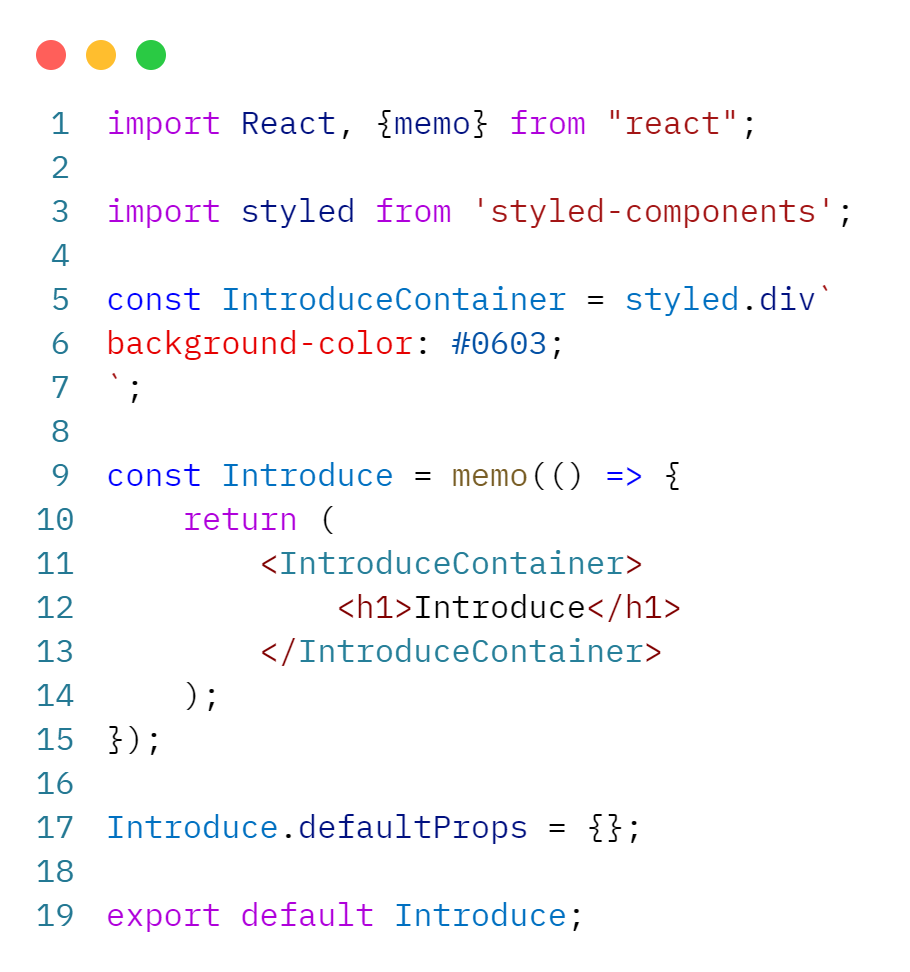 1 import React, {memo} from "react";
2
3 import styled from 'styled-components';
4
5 const IntroduceContainer = styled.div`
6 background-color: #0603;
7 `;
8
9 const Introduce = memo(() => {
10     return (
11         <IntroduceContainer>
12             <h1>Introduce</h1>
13         </IntroduceContainer>
14     );
15 });
16
17 Introduce.defaultProps = {};
18
19 export default Introduce;